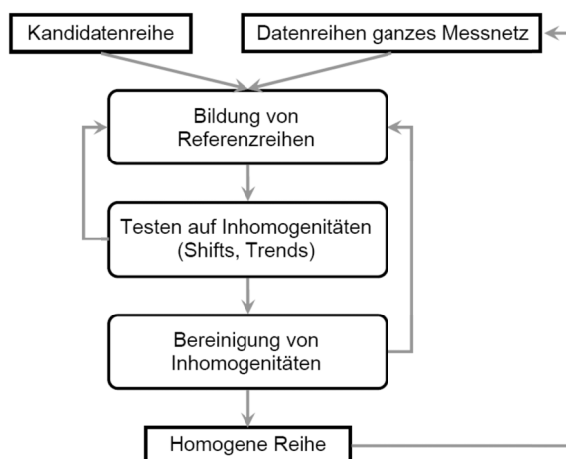 Kandidatenreihe
Datenreihen ganzes Messnetz
Bildung von
Referenzreihen
Testen auf Inhomogenitäten
(Shifts, Trends)
Bereinigung von
Inhomogenitäten
Homogene Reihe